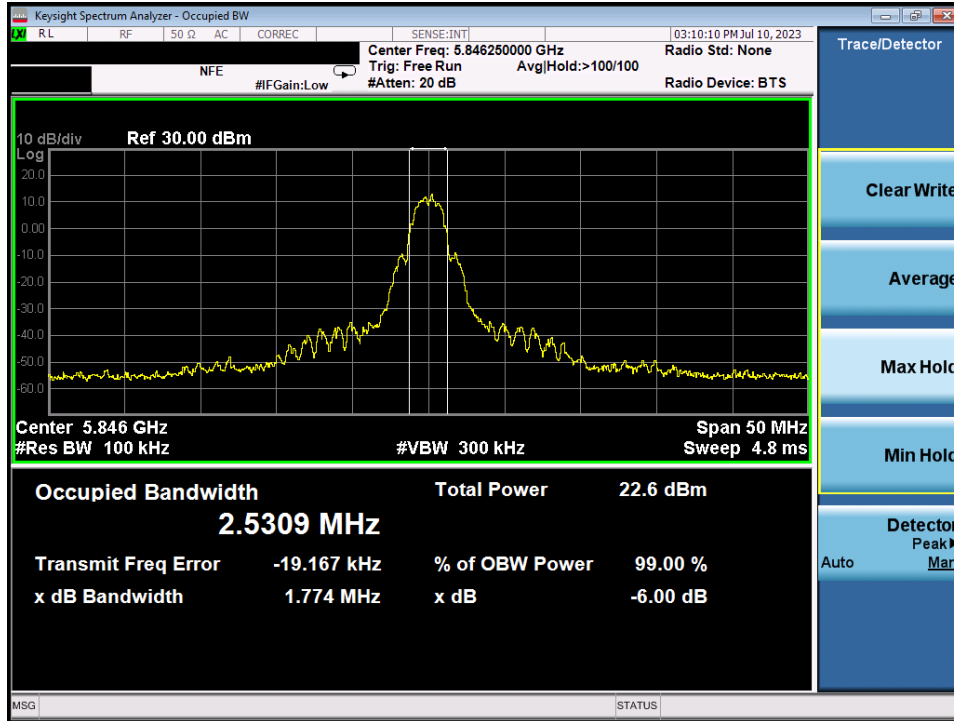 Keysight Spectrum Analyzer - Occupied BW
LXI RL RF 50 Ω AC CORREC SENSE:INT 03:10:10 PM Jul 10, 2023
Center Freq: 5.846250000 GHz Radio Std: None
NFE Trig: Free Run Avg|Hold:>100/100
#IFGain:Low #Atten: 20 dB Radio Device: BTS
10 dB/div Ref 30.00 dBm
Log
20.0
10.0
0.00
-10.0
-20.0
-30.0
-40.0
-50.0
-60.0
Center 5.846 GHz Span 50 MHz
#Res BW 100 kHz #VBW 300 kHz Sweep 4.8 ms
Occupied Bandwidth Total Power 22.6 dBm
2.5309 MHz
Transmit Freq Error -19.167 kHz % of OBW Power 99.00 %
x dB Bandwidth 1.774 MHz x dB -6.00 dB
MSG STATUS
Trace/Detector
Clear Write
Average
Max Hold
Min Hold
Detector
Peak
Auto Man